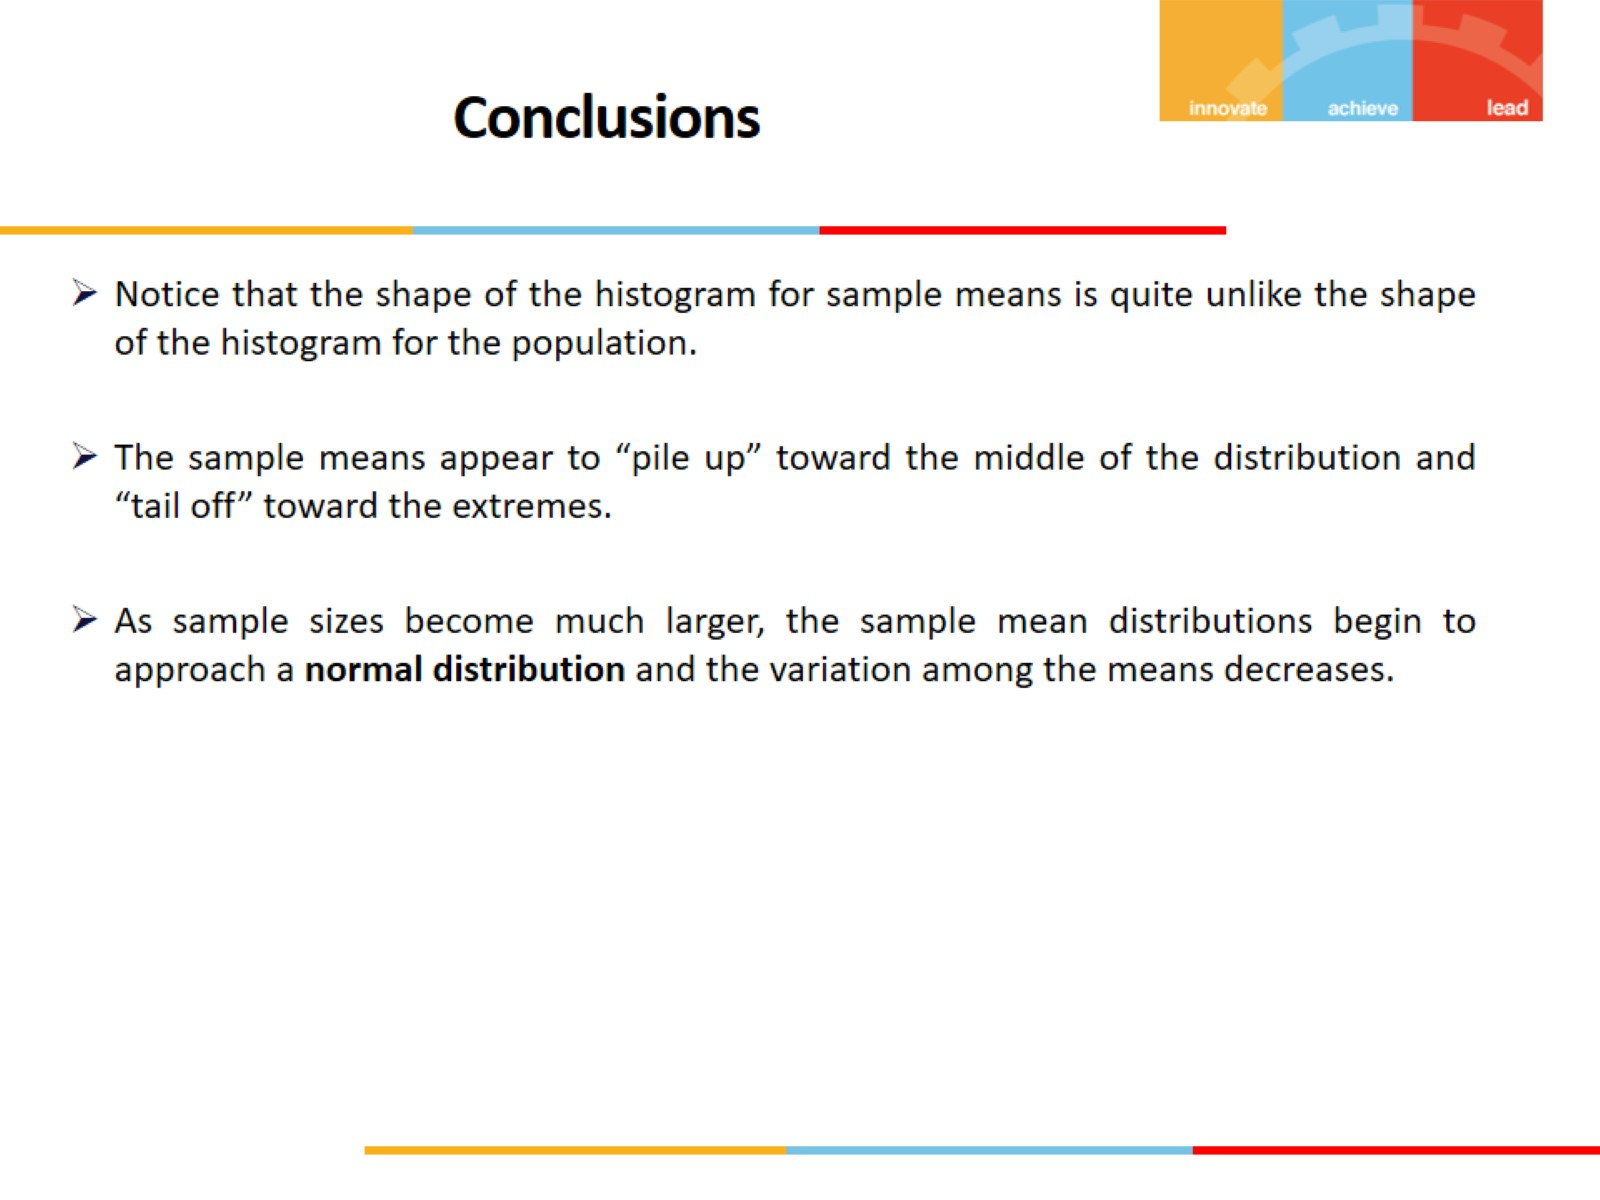 innovate achieve lead
Conclusions
➢ Notice that the shape of the histogram for sample means is quite unlike the shape
of the histogram for the population.
➢ The sample means appear to “pile up” toward the middle of the distribution and
“tail off” toward the extremes.
➢ As sample sizes become much larger, the sample mean distributions begin to
approach a normal distribution and the variation among the means decreases.